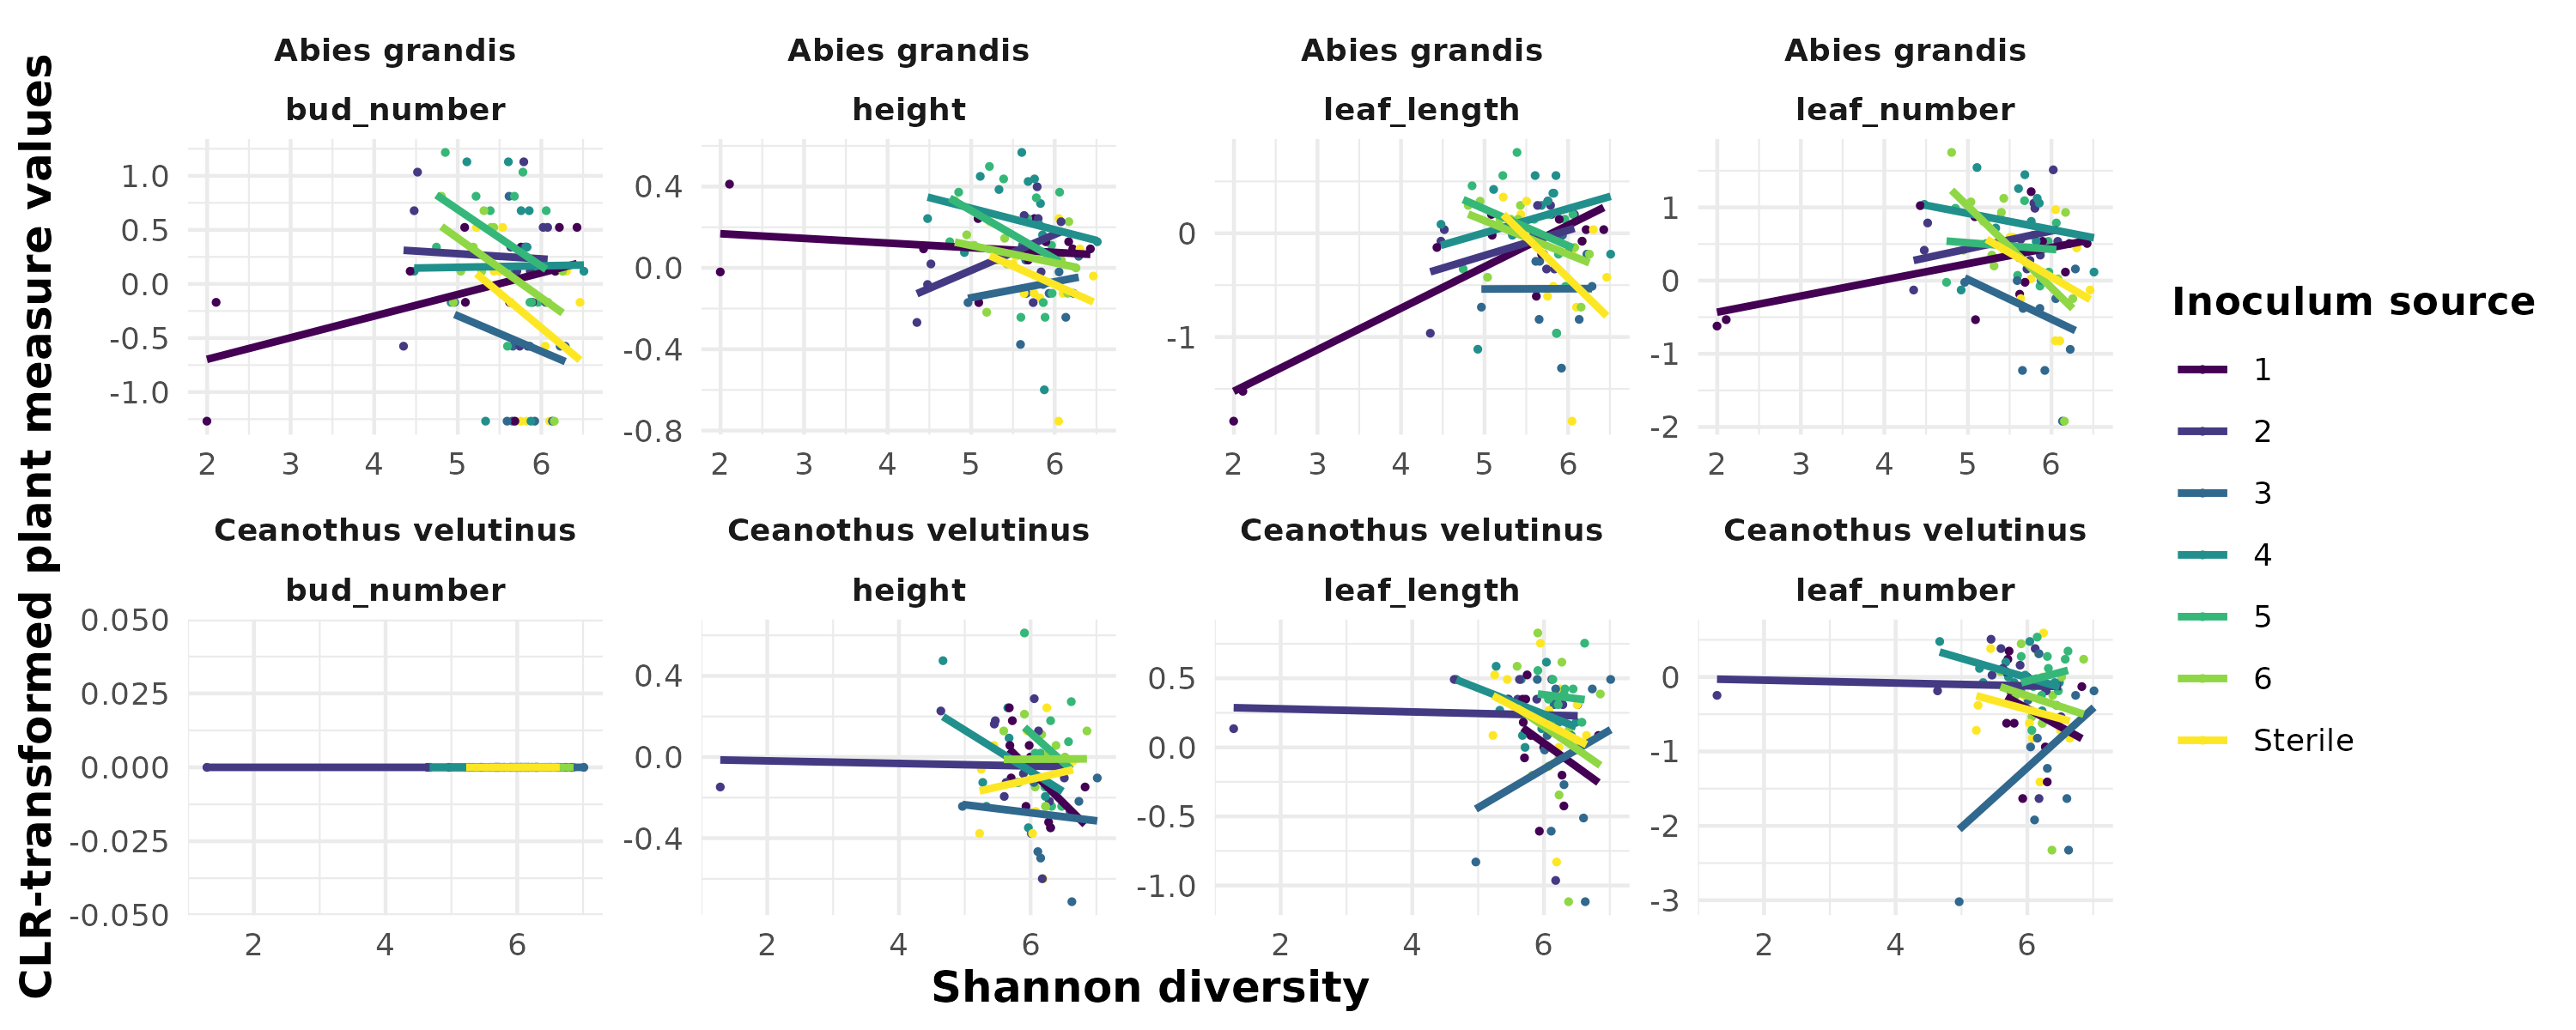 CLR-transformed plant measure values
Abies grandis
bud_number
1.0
0.5
0.0
-0.5
-1.0
2 3 4 5 6
Abies grandis
height
0.4
0.0
-0.4
-0.8
2 3 4 5 6
Abies grandis
leaf_length
0
-1
2 3 4 5 6
Abies grandis
leaf_number
1
0
-1
-2
2 3 4 5 6
Ceanothus velutinus
bud_number
0.050
0.025
0.000
-0.025
-0.050
2 4 6
Ceanothus velutinus
height
0.4
0.0
-0.4
2 4 6
Ceanothus velutinus
leaf_length
0.5
0.0
-0.5
-1.0
2 4 6
Ceanothus velutinus
leaf_number
0
-1
-2
-3
2 4 6
Shannon diversity
Inoculum source
1
2
3
4
5
6
Sterile